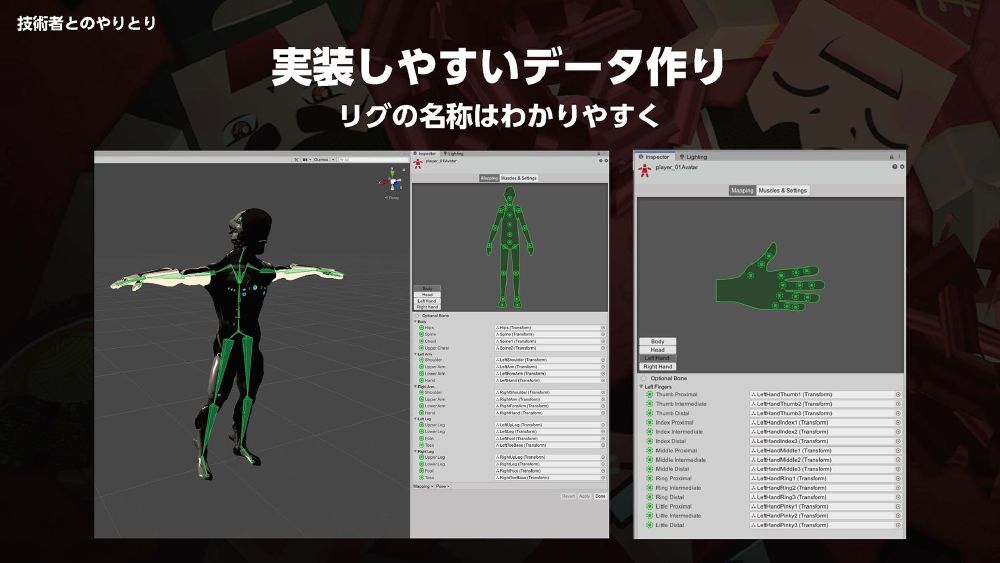 技術者とのやりとり
実装しやすいデータ作り
リグの名称はわかりやすく
Gizmos
Persp
Inspector
Lighting
player_01Avatar
Mapping
Muscles & Settings
Body
Head
Left Hand
Right Hand
Optional Bone
Body
Hips
Hips (Transform)
Spine
Spine (Transform)
Chest
Spine1 (Transform)
Upper Chest
Spine2 (Transform)
Left Arm
Shoulder
LeftShoulder (Transform)
Upper Arm
LeftArm (Transform)
Lower Arm
LeftForeArm (Transform)
Hand
LeftHand (Transform)
Right Arm
Shoulder
RightShoulder (Transform)
Upper Arm
RightArm (Transform)
Lower Arm
RightForeArm (Transform)
Hand
RightHand (Transform)
Left Leg
Upper Leg
LeftUpLeg (Transform)
Lower Leg
LeftLeg (Transform)
Foot
LeftFoot (Transform)
Toes
LeftToeBase (Transform)
Right Leg
Upper Leg
RightUpLeg (Transform)
Lower Leg
RightLeg (Transform)
Foot
RightFoot (Transform)
Toes
RightToeBase (Transform)
Mapping
Pose
Revert
Apply
Done
Inspector
Lighting
player_01Avatar
Mapping
Muscles & Settings
Body
Head
Left Hand
Right Hand
Optional Bone
Left Fingers
Thumb Proximal
LeftHandThumb1 (Transform)
Thumb Intermediate
LeftHandThumb2 (Transform)
Thumb Distal
LeftHandThumb3 (Transform)
Index Proximal
LeftHandIndex1 (Transform)
Index Intermediate
LeftHandIndex2 (Transform)
Index Distal
LeftHandIndex3 (Transform)
Middle Proximal
LeftHandMiddle1 (Transform)
Middle Intermediate
LeftHandMiddle2 (Transform)
Middle Distal
LeftHandMiddle3 (Transform)
Ring Proximal
LeftHandRing1 (Transform)
Ring Intermediate
LeftHandRing2 (Transform)
Ring Distal
LeftHandRing3 (Transform)
Little Proximal
LeftHandPinky1 (Transform)
Little Intermediate
LeftHandPinky2 (Transform)
Little Distal
LeftHandPinky3 (Transform)